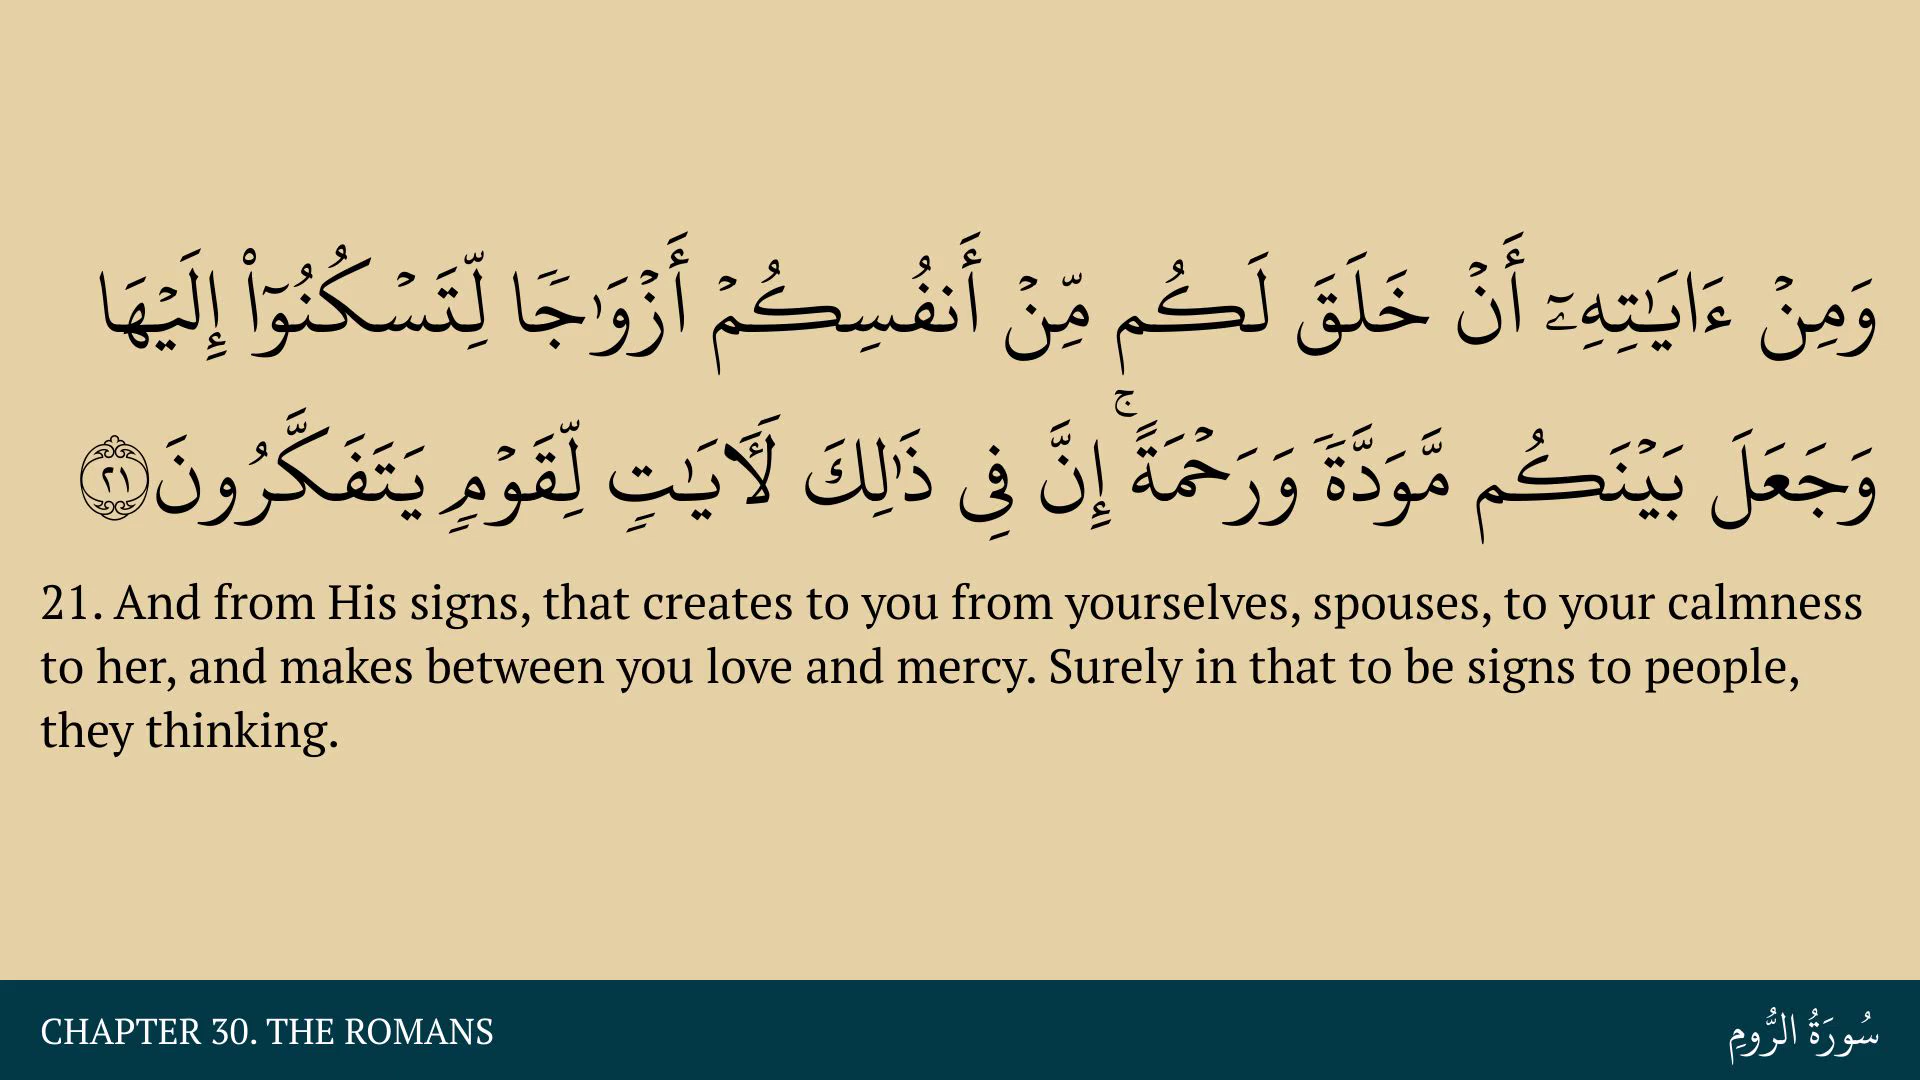 وَمِنۡ ءَايَٰتِهِۦٓ أَنۡ خَلَقَ لَكُم مِّنۡ أَنفُسِكُمۡ أَزۡوَٰجٗا لِّتَسۡكُنُوٓاْ إِلَيۡهَا
وَجَعَلَ بَيۡنَكُم مَّوَدَّةٗ وَرَحۡمَةًۚ إِنَّ فِي ذَٰلِكَ لَأٓيَٰتٖ لِّقَوۡمٖ يَتَفَكَّرُونَ ٢١
21. And from His signs, that creates to you from yourselves, spouses, to your calmness
to her, and makes between you love and mercy. Surely in that to be signs to people,
they thinking.
CHAPTER 30. THE ROMANS
سُورَةُ الرُّومِ